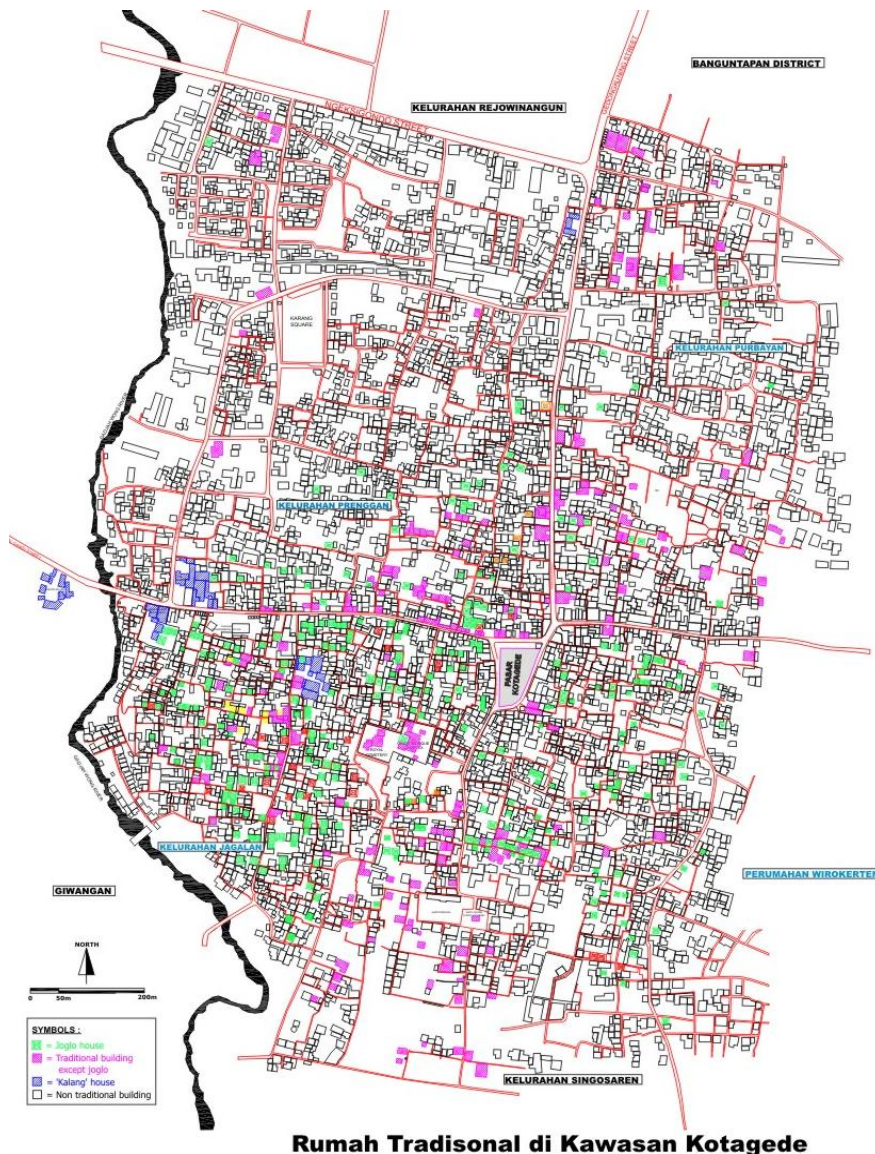 BANGUNTAPAN DISTRICT
KELURAHAN REJOWINANGUN
NGEKSIGONDO STREET
KARANG
SQUARE
KELURAHAN PURBAYAN
KELURAHAN PRENGGAN
PASAR
KOTAGEDE
KELURAHAN JAGALAN
PERUMAHAN WIROKERTEN
GIWANGAN
NORTH
0 50m 200m
SYMBOLS :
= Joglo house
= Traditional building
except joglo
= 'Kalang' house
= Non traditional building
KELURAHAN SINGOSAREN
Rumah Tradisonal di Kawasan Kotagede